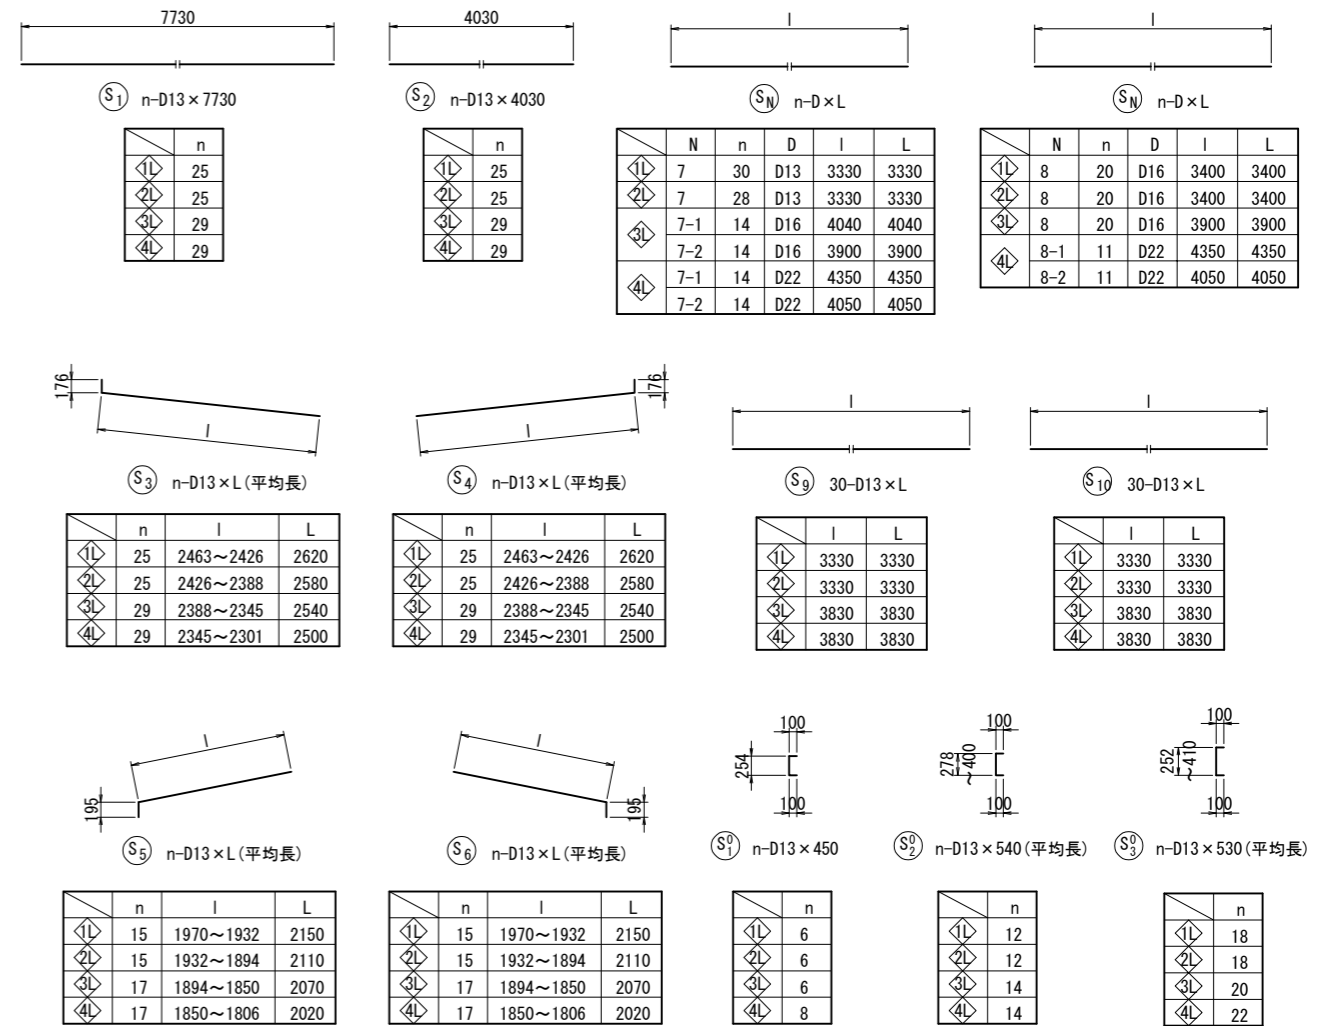 7730
S1 n-D13×7730
n
1L 25
2L 25
3L 29
4L 29
4030
S2 n-D13×4030
n
1L 25
2L 25
3L 29
4L 29
l
SN n-D×L
N n D l L
1L 7 30 D13 3330 3330
2L 7 28 D13 3330 3330
3L 7-1 14 D16 4040 4040
7-2 14 D16 3900 3900
4L 7-1 14 D22 4350 4350
7-2 14 D22 4050 4050
l
SN n-D×L
N n D l L
1L 8 20 D16 3400 3400
2L 8 20 D16 3400 3400
3L 8 20 D16 3900 3900
4L 8-1 11 D22 4350 4350
8-2 11 D22 4050 4050
176
l
S3 n-D13×L(平均長)
n l L
1L 25 2463～2426 2620
2L 25 2426～2388 2580
3L 29 2388～2345 2540
4L 29 2345～2301 2500
176
l
S4 n-D13×L(平均長)
n l L
1L 25 2463～2426 2620
2L 25 2426～2388 2580
3L 29 2388～2345 2540
4L 29 2345～2301 2500
l
S9 30-D13×L
l L
1L 3330 3330
2L 3330 3330
3L 3830 3830
4L 3830 3830
l
S10 30-D13×L
l L
1L 3330 3330
2L 3330 3330
3L 3830 3830
4L 3830 3830
l
195
S5 n-D13×L(平均長)
n l L
1L 15 1970～1932 2150
2L 15 1932～1894 2110
3L 17 1894～1850 2070
4L 17 1850～1806 2020
l
195
S6 n-D13×L(平均長)
n l L
1L 15 1970～1932 2150
2L 15 1932～1894 2110
3L 17 1894～1850 2070
4L 17 1850～1806 2020
100
254
100
S⁰1 n-D13×450
n
1L 6
2L 6
3L 6
4L 8
100
278
～400
100
S⁰2 n-D13×540(平均長)
n
1L 12
2L 12
3L 14
4L 14
100
252
～410
100
S⁰3 n-D13×530(平均長)
n
1L 18
2L 18
3L 20
4L 22